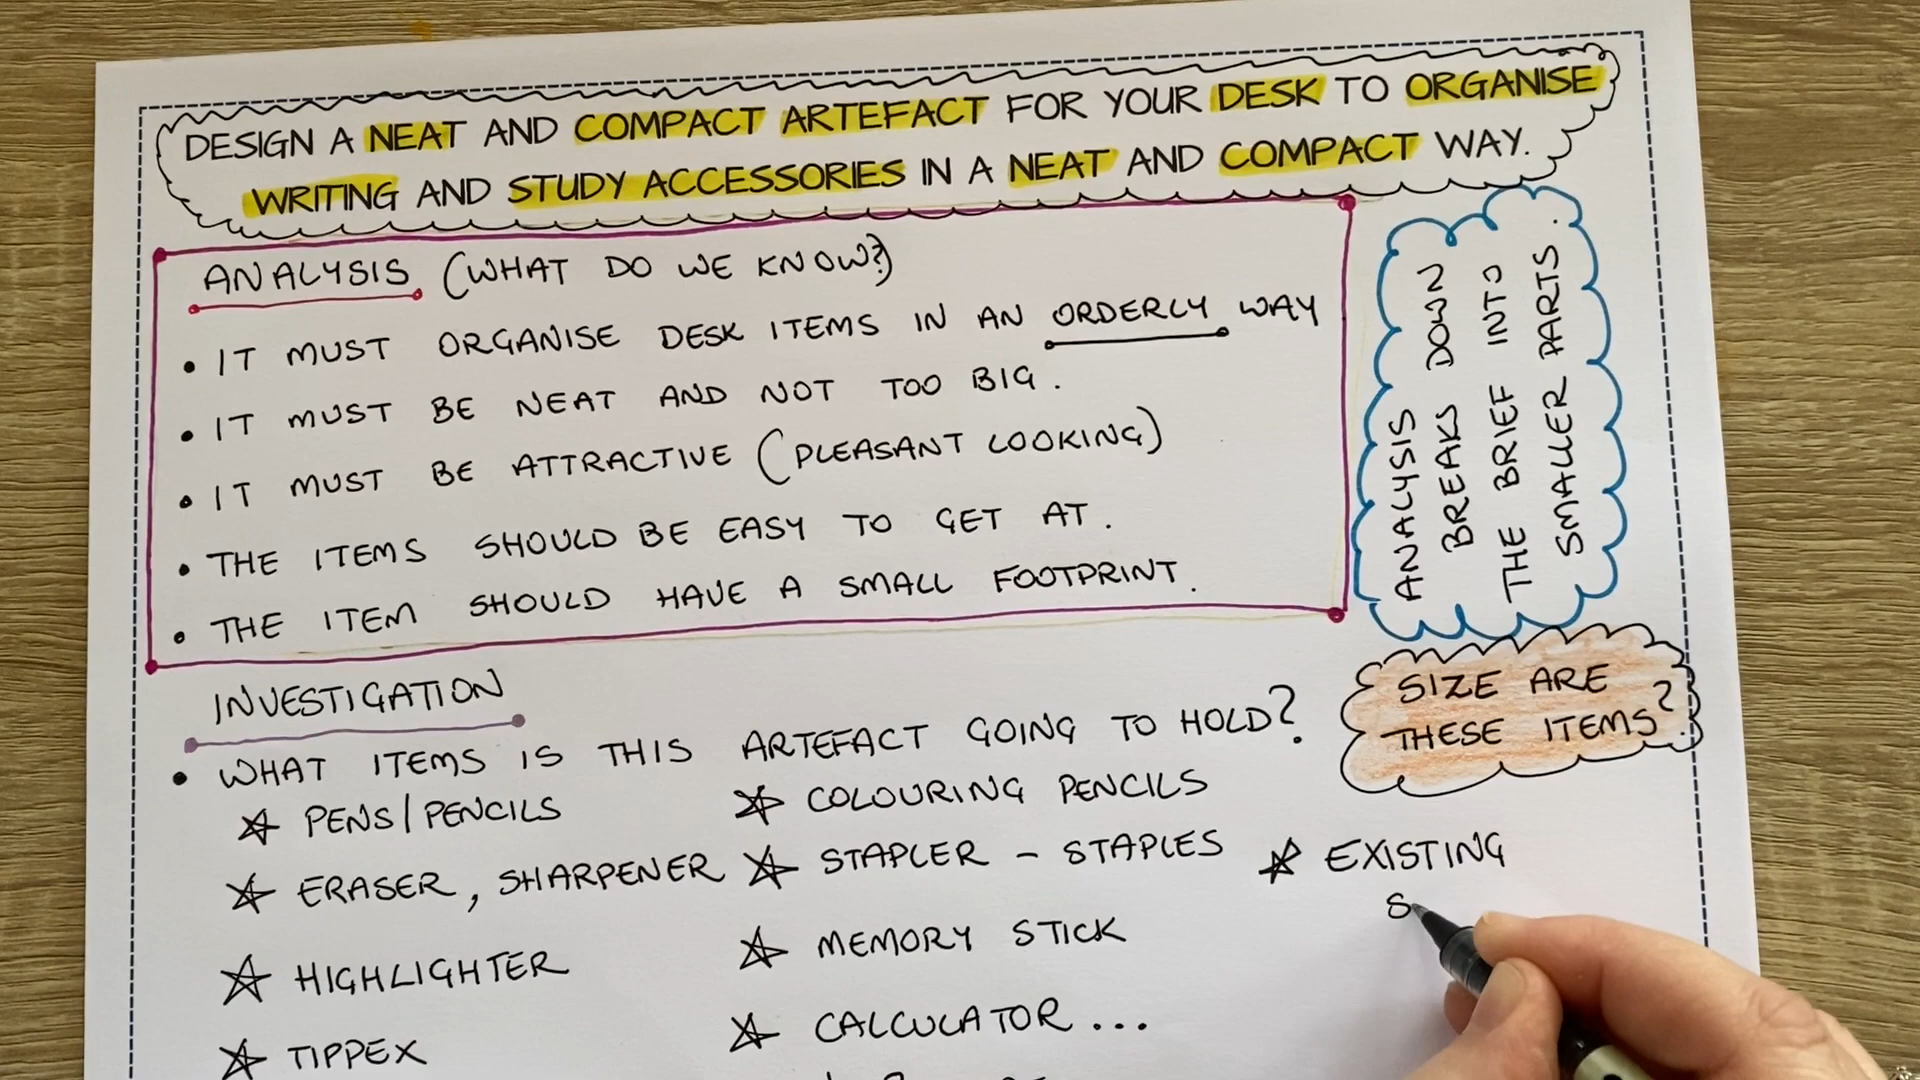 DESIGN A NEAT AND COMPACT ARTEFACT FOR YOUR DESK TO ORGANISE
WRITING AND STUDY ACCESSORIES IN A NEAT AND COMPACT WAY.
ANALYSIS (WHAT DO WE KNOW?)
• IT MUST ORGANISE DESK ITEMS IN AN ORDERLY WAY
• IT MUST BE NEAT AND NOT TOO BIG.
• IT MUST BE ATTRACTIVE (PLEASANT LOOKING)
• THE ITEMS SHOULD BE EASY TO GET AT.
• THE ITEM SHOULD HAVE A SMALL FOOTPRINT.
ANALYSIS
BREAKS DOWN
THE BRIEF INTO
SMALLER PARTS.
INVESTIGATION
• WHAT ITEMS IS THIS ARTEFACT GOING TO HOLD?
SIZE ARE
THESE ITEMS?
☆ PENS/PENCILS
☆ ERASER, SHARPENER
☆ HIGHLIGHTER
☆ TIPPEX
☆ COLOURING PENCILS
☆ STAPLER - STAPLES
☆ MEMORY STICK
☆ CALCULATOR...
☆ EXISTING
S